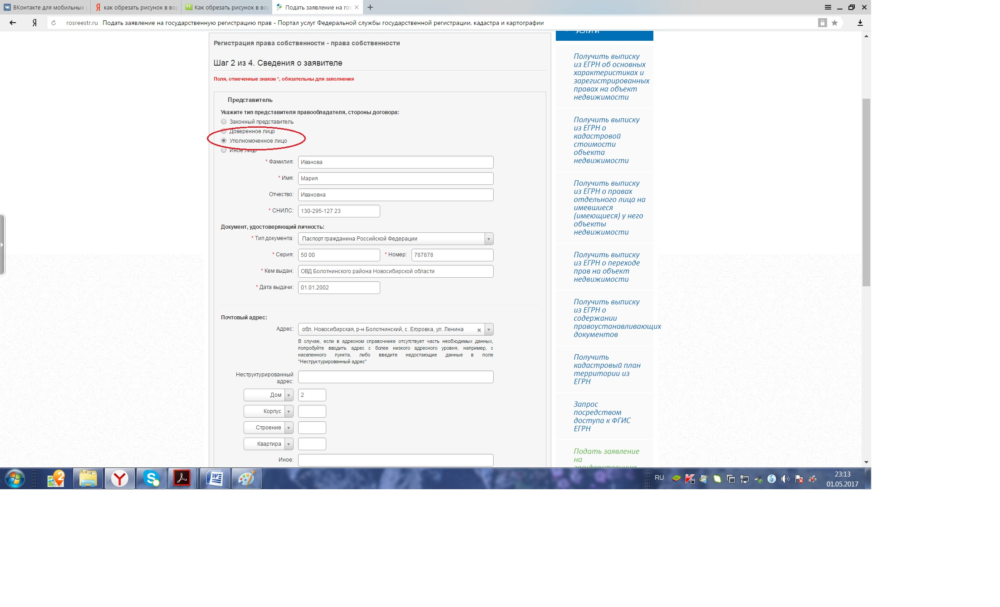 ВКонтакте для мобильных
как обрезать рисунок в вор
Как обрезать рисунок в вор
Подать заявление на гос
rosreestr.ru Подать заявление на государственную регистрацию прав - Портал услуг Федеральной службы государственной регистрации, кадастра и картографии
Регистрация права собственности - права собственности
Шаг 2 из 4. Сведения о заявителе
Поля, отмеченные знаком *, обязательны для заполнения
Представитель
Укажите тип представителя правообладателя, стороны договора:
Законный представитель
Доверенное лицо
Уполномоченное лицо
Иное лицо
* Фамилия: Иванова
* Имя: Мария
Отчество: Ивановна
* СНИЛС: 130-295-127 23
Документ, удостоверяющий личность:
* Тип документа: Паспорт гражданина Российской Федерации
* Серия: 50 00 * Номер: 787878
* Кем выдан: ОВД Болотнинского района Новосибирской области
* Дата выдачи: 01.01.2002
Почтовый адрес:
Адрес: обл. Новосибирская, р-н Болотнинский, с. Егоровка, ул. Ленина
В случае, если в адресном справочнике отсутствует часть необходимых данных,
попробуйте вводить адрес с более низкого адресного уровня, например, с
населенного пункта, либо введите недостающие данные в поле
"Неструктурированный адрес"
Неструктурированный
адрес:
Дом 2
Корпус
Строение
Квартира
Иное:
УСЛУГИ
Получить выписку
из ЕГРН об основных
характеристиках и
зарегистрированных
правах на объект
недвижимости
Получить выписку
из ЕГРН о
кадастровой
стоимости
объекта
недвижимости
Получить выписку
из ЕГРН о правах
отдельного лица на
имевшиеся
(имеющиеся) у него
объекты
недвижимости
Получить выписку
из ЕГРН о переходе
прав на объект
недвижимости
Получить выписку
из ЕГРН о
содержании
правоустанавливающих
документов
Получить
кадастровый план
территории из
ЕГРН
Запрос
посредством
доступа к ФГИС
ЕГРН
Подать заявление
на
государственную
RU
23:13
01.05.2017